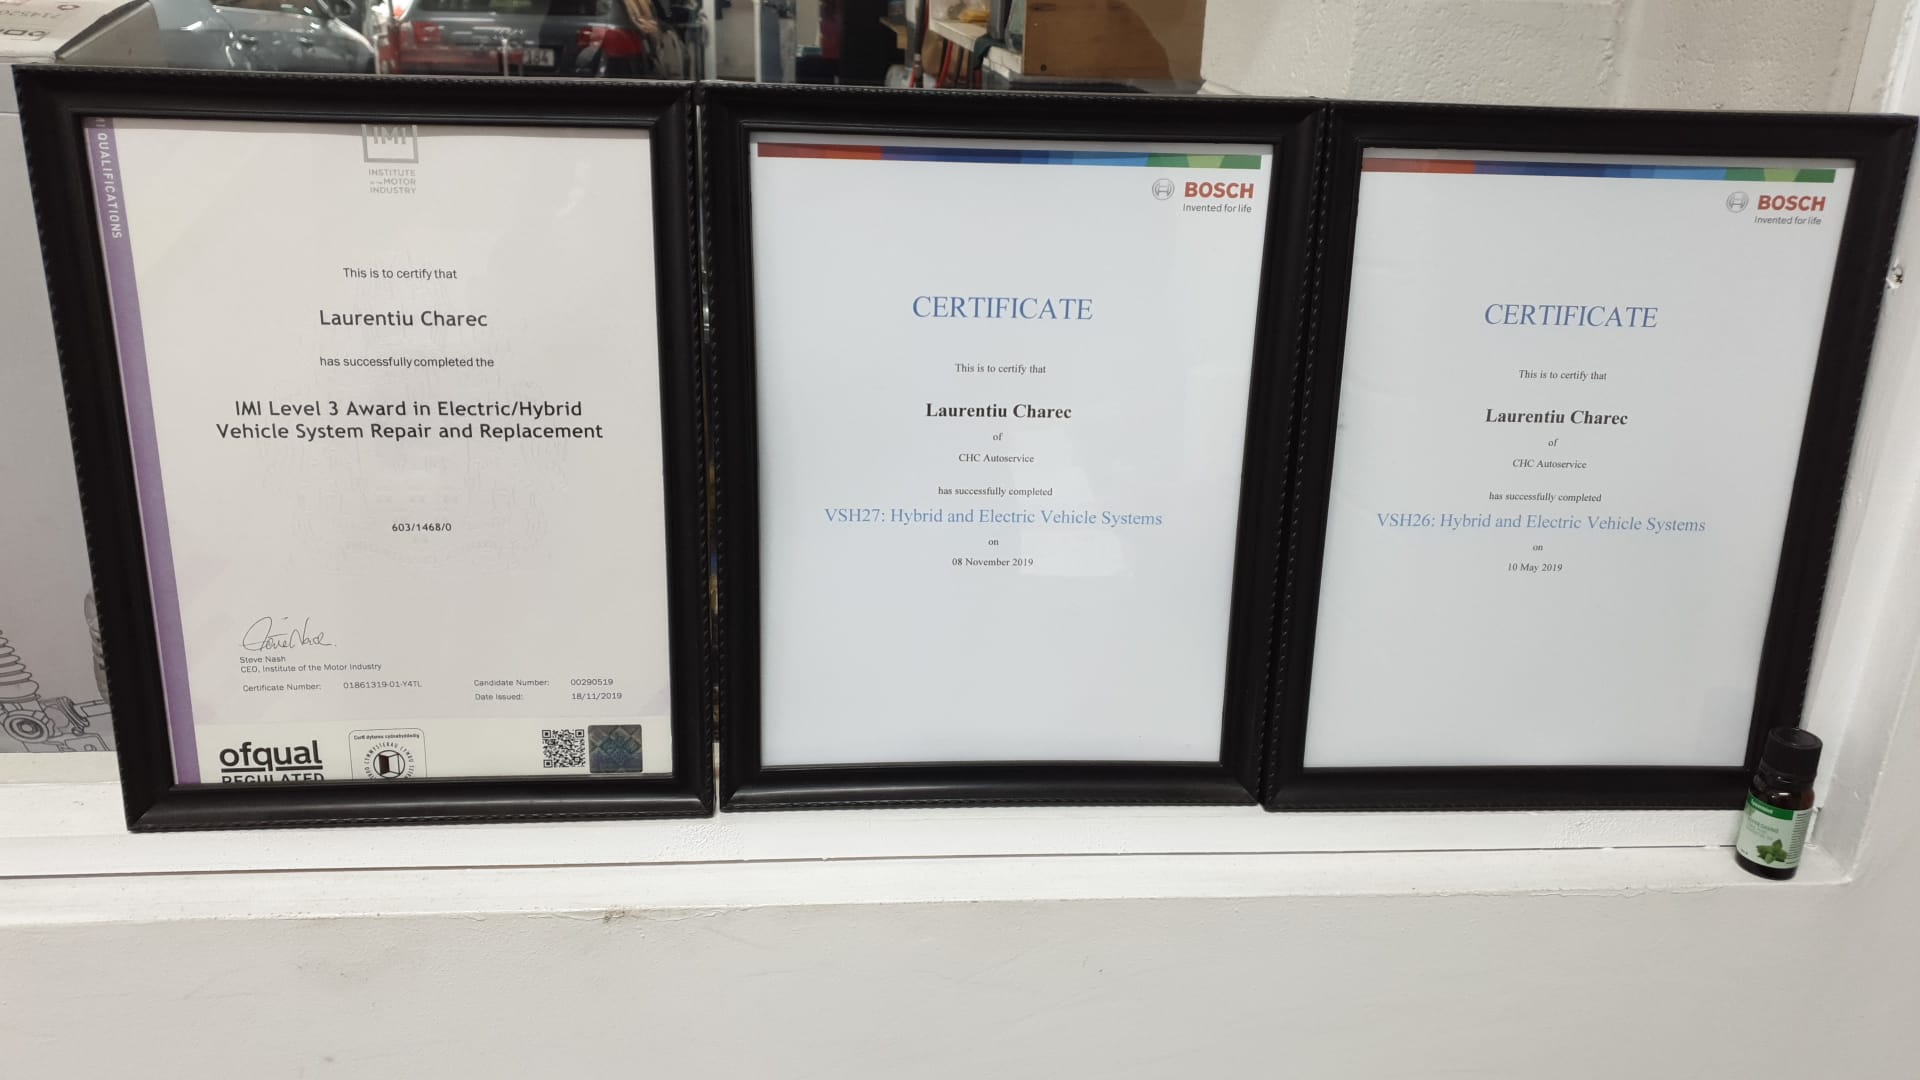 IMI QUALIFICATIONS
IMI
INSTITUTE
OF THE MOTOR
INDUSTRY
This is to certify that
Laurentiu Charec
has successfully completed the
IMI Level 3 Award in Electric/Hybrid
Vehicle System Repair and Replacement
603/1468/0
Steve Nash
CEO, Institute of the Motor Industry
Certificate Number: 01861319-01-Y4TL
Candidate Number: 00290519
Date Issued: 18/11/2019
ofqual
REGULATED
BOSCH
Invented for life
CERTIFICATE
This is to certify that
Laurentiu Charec
of
CHC Autoservice
has successfully completed
VSH27: Hybrid and Electric Vehicle Systems
on
08 November 2019
BOSCH
Invented for life
CERTIFICATE
This is to certify that
Laurentiu Charec
of
CHC Autoservice
has successfully completed
VSH26: Hybrid and Electric Vehicle Systems
on
10 May 2019